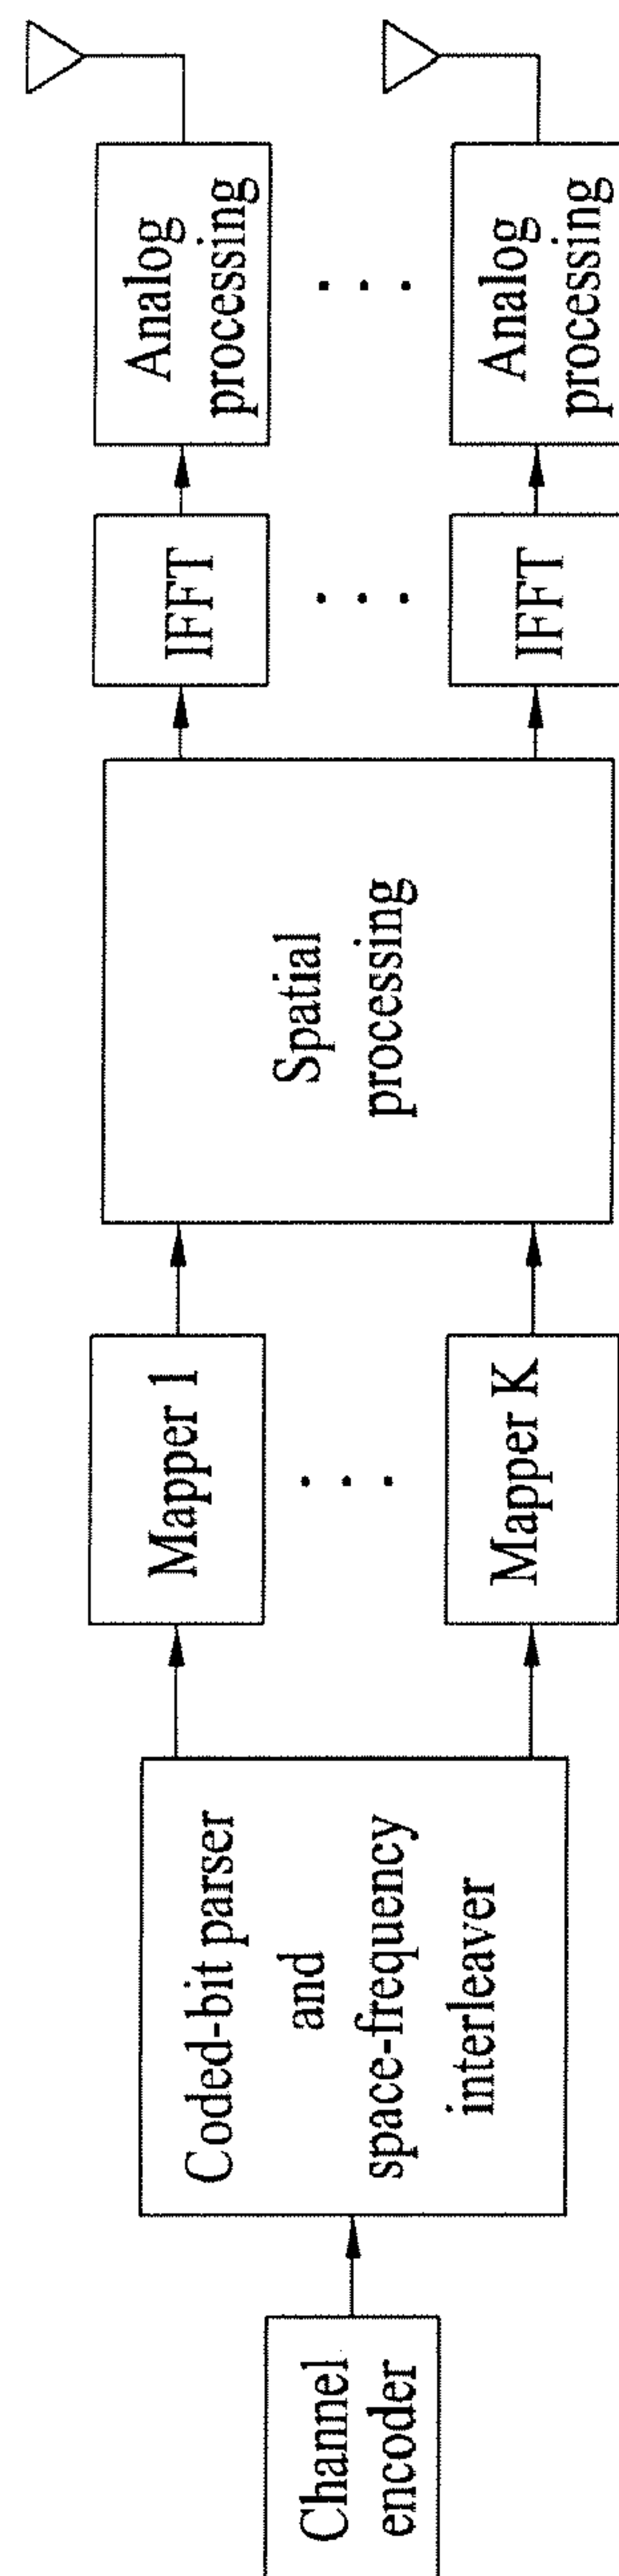 Channel
encoder
Coded-bit parser
and
space-frequency
interleaver
Mapper 1
. . .
Mapper K
Spatial
processing
IFFT
. . .
IFFT
Analog
processing
. . .
Analog
processing